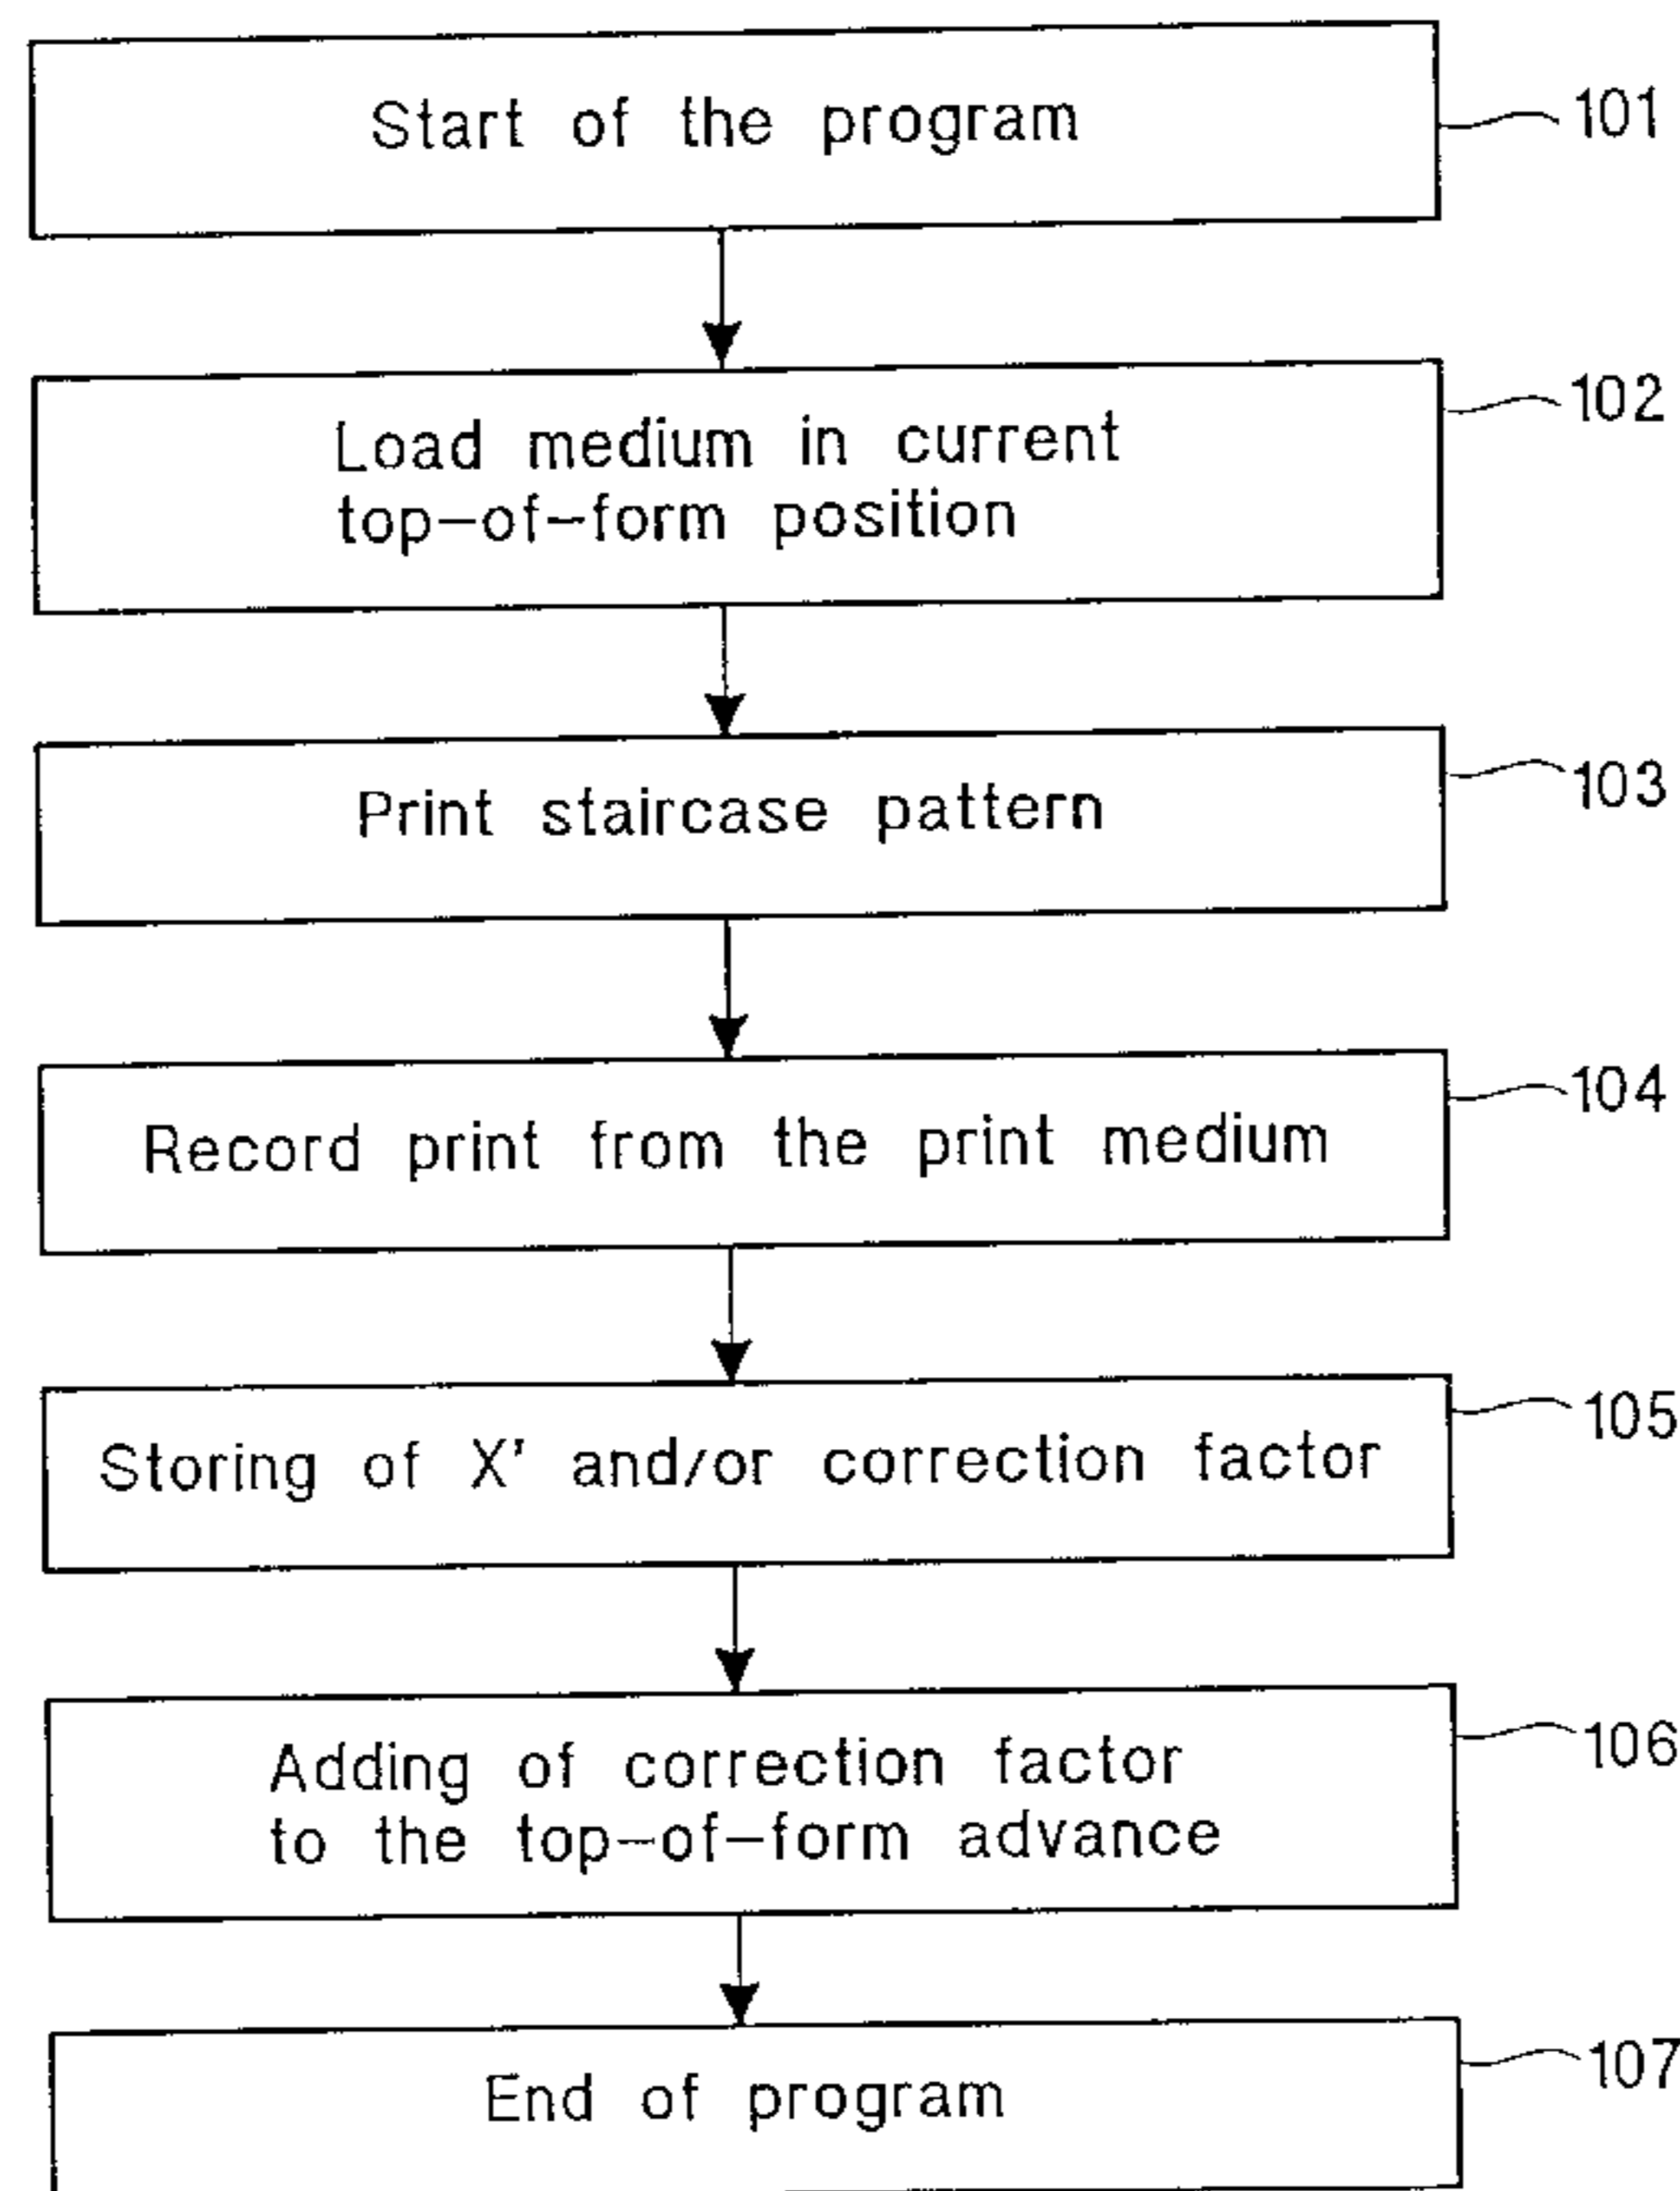 Start of the program
101
Load medium in current
top-of-form position
102
Print staircase pattern
103
Record print from the print medium
104
Storing of X' and/or correction factor
105
Adding of correction factor
to the top-of-form advance
106
End of program
107